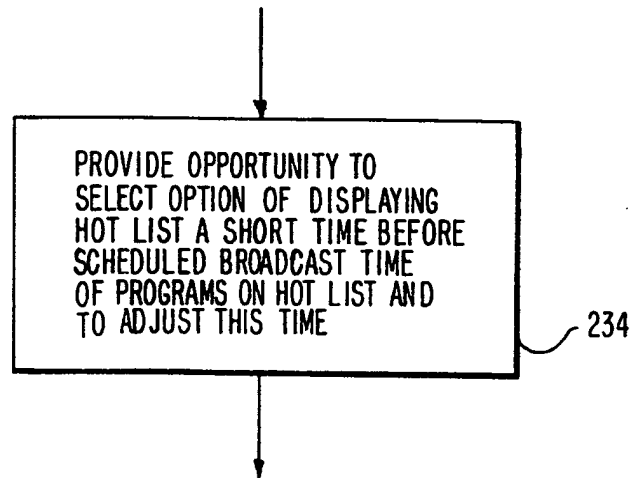 PROVIDE OPPORTUNITY TO
SELECT OPTION OF DISPLAYING
HOT LIST A SHORT TIME BEFORE
SCHEDULED BROADCAST TIME
OF PROGRAMS ON HOT LIST AND
TO ADJUST THIS TIME
234